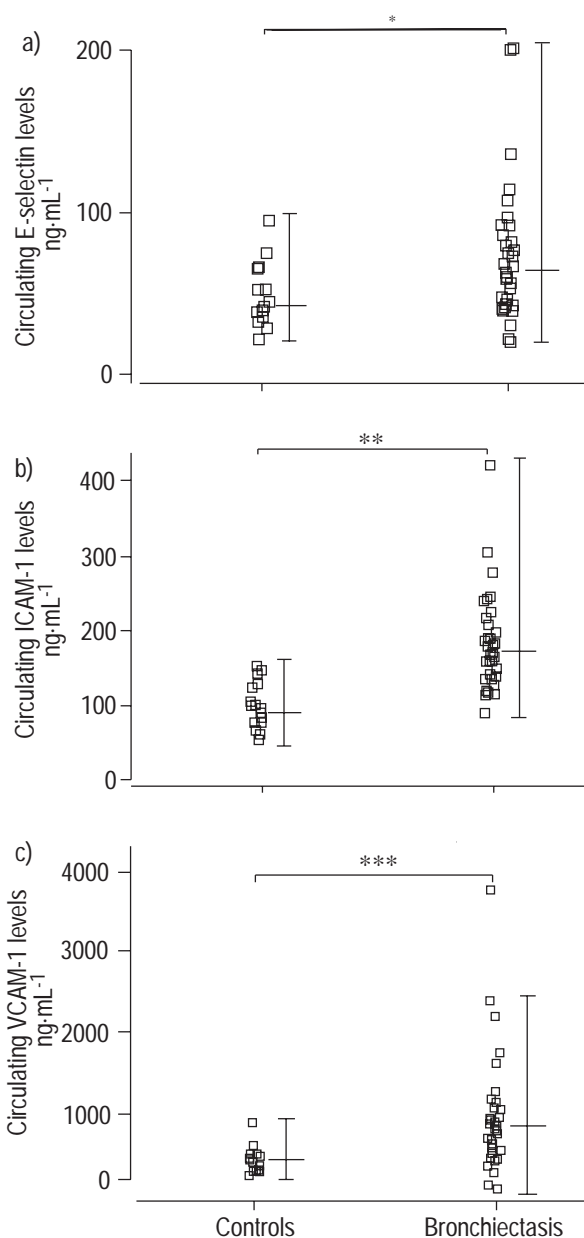 a)
*
Circulating E-selectin levels
ng·mL-1
200
100
0
b)
**
Circulating ICAM-1 levels
ng·mL-1
400
300
200
100
0
c)
***
Circulating VCAM-1 levels
ng·mL-1
4000
3000
2000
1000
0
Controls
Bronchiectasis